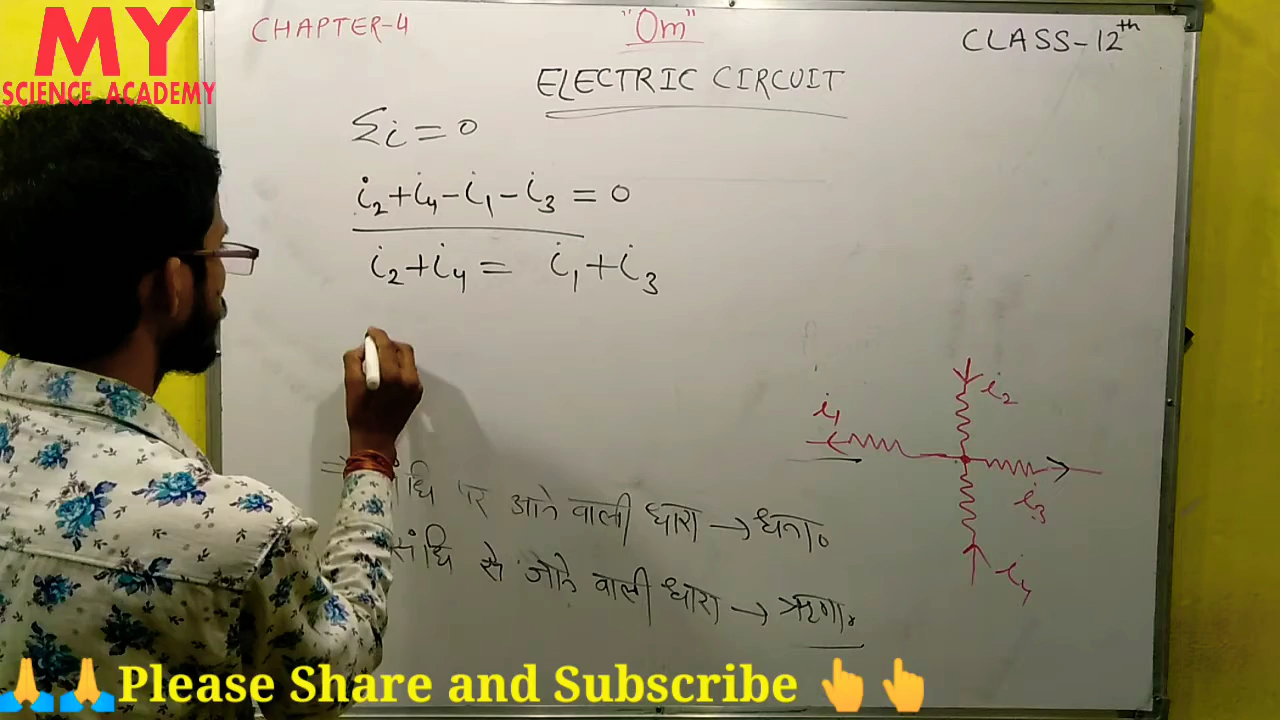 MY
SCIENCE ACADEMY
CHAPTER-4
"Om"
CLASS-12th
ELECTRIC CIRCUIT
Σi = 0
i2+i4-i1-i3 = 0
i2+i4 = i1+i3
i1
i2
i3
i4
पर आने वाली धारा → धना०
संधि से जाने वाली धारा → ऋणा०
🙏🙏Please Share and Subscribe 👆👆